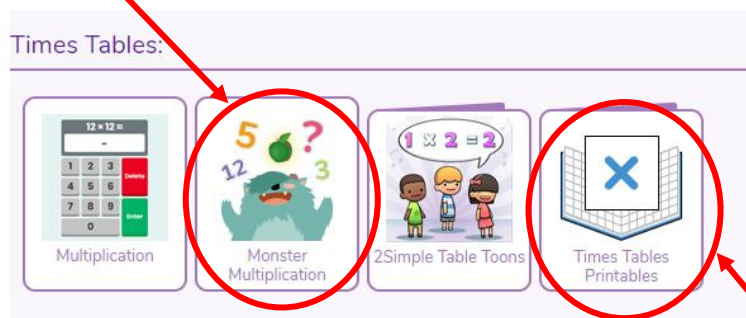 Times Tables:
12 × 12 =
-
1 2 3 Delete
4 5 6
7 8 9 Enter
0
Multiplication
5 ?
12 3
Monster
Multiplication
1 x 2 = 2
2Simple Table Toons
×
Times Tables
Printables